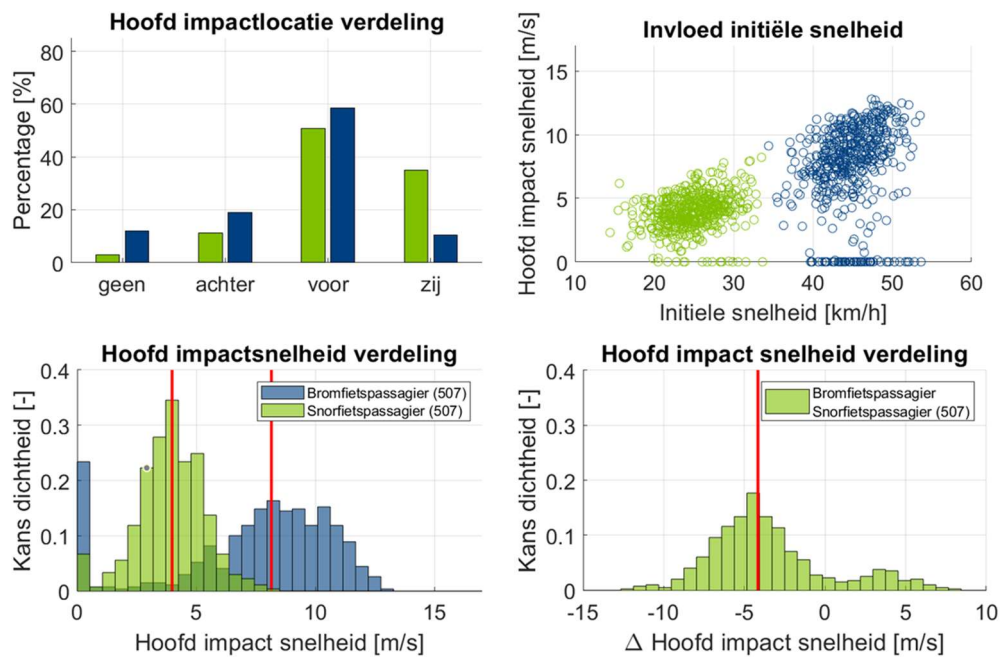 Hoofd impactlocatie verdeling
Percentage [%]
80
60
40
20
0
geen achter voor zij
Invloed initiële snelheid
Hoofd impact snelheid [m/s]
15
10
5
0
10 20 30 40 50 60
Initiele snelheid [km/h]
Hoofd impactsnelheid verdeling
Kans dichtheid [-]
0.4
0.3
0.2
0.1
0
Bromfietspassagier (507)
Snorfietspassagier (507)
0 5 10 15
Hoofd impact snelheid [m/s]
Hoofd impact snelheid verdeling
Kans dichtheid [-]
0.4
0.3
0.2
0.1
0
Bromfietspassagier
Snorfietspassagier (507)
-15 -10 -5 0 5 10
Δ Hoofd impact snelheid [m/s]